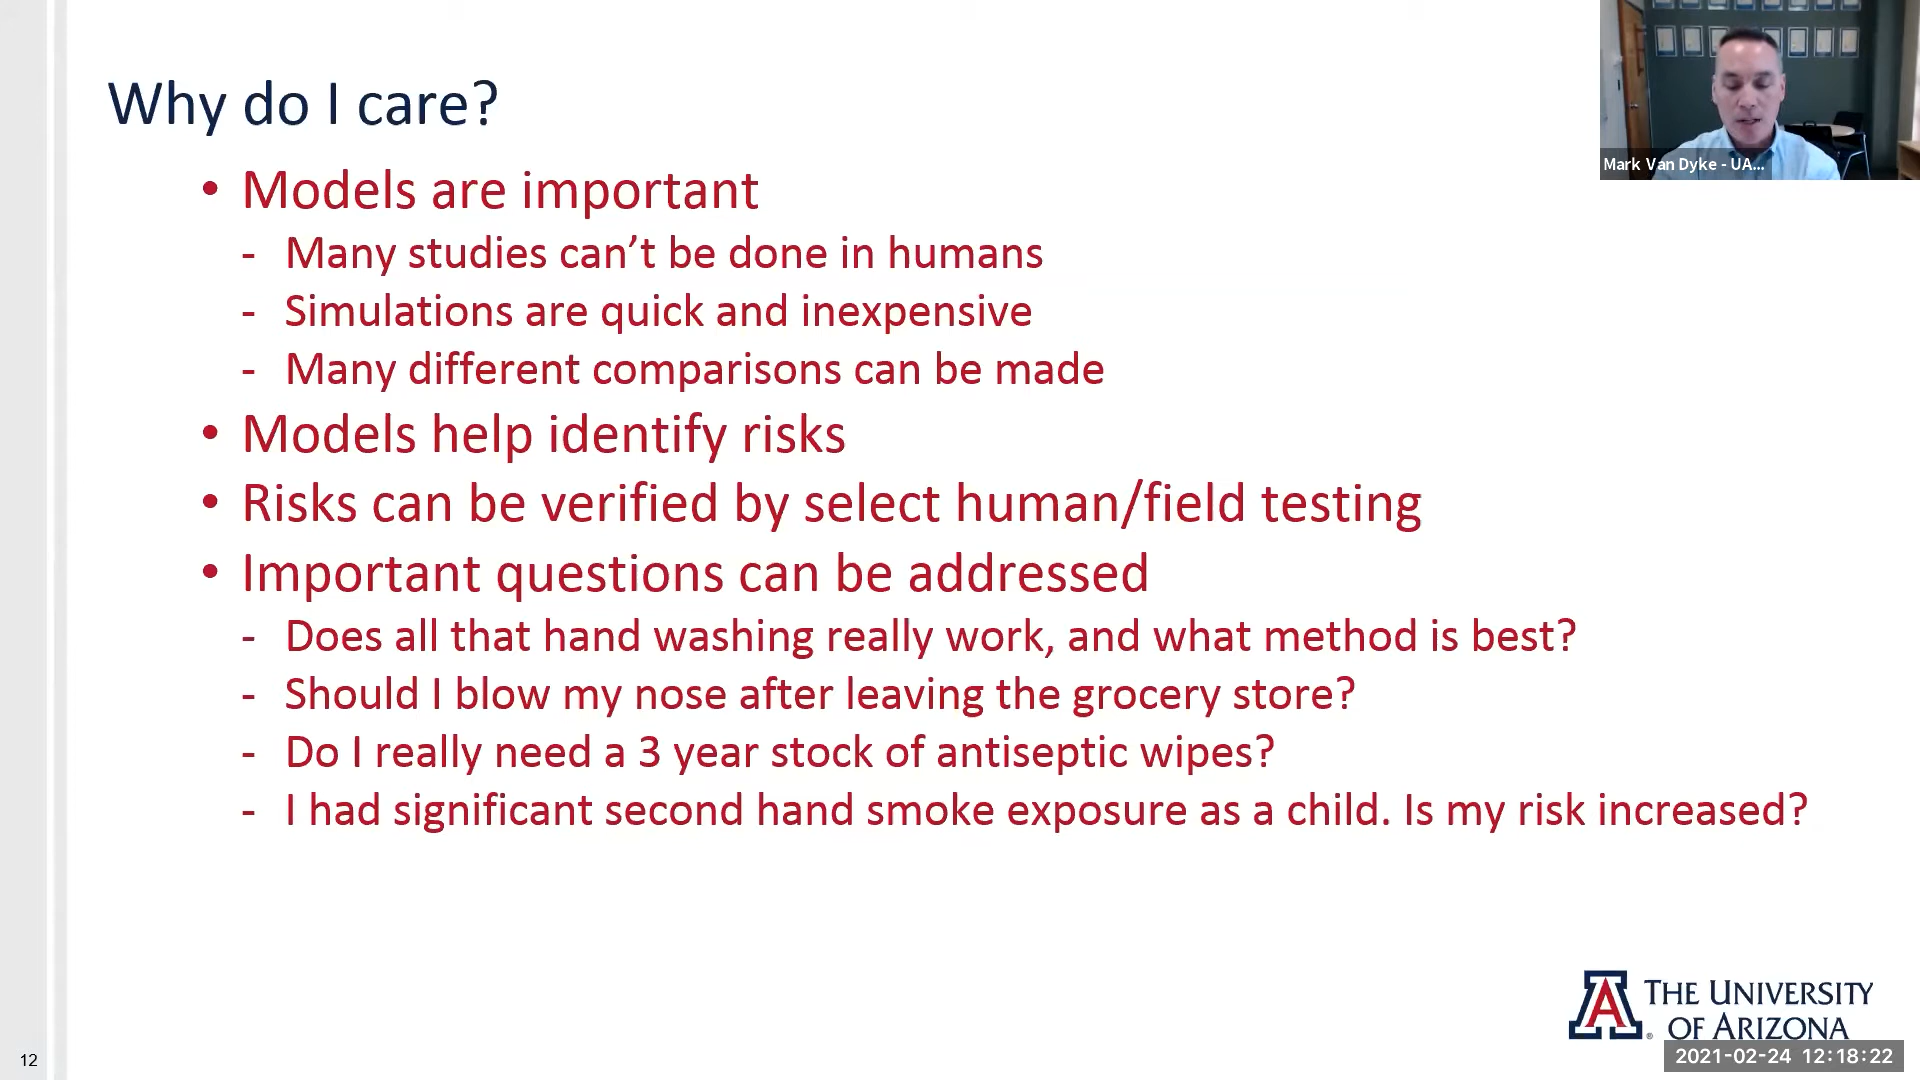 Why do I care?
• Models are important
- Many studies can’t be done in humans
- Simulations are quick and inexpensive
- Many different comparisons can be made
• Models help identify risks
• Risks can be verified by select human/field testing
• Important questions can be addressed
- Does all that hand washing really work, and what method is best?
- Should I blow my nose after leaving the grocery store?
- Do I really need a 3 year stock of antiseptic wipes?
- I had significant second hand smoke exposure as a child. Is my risk increased?
Mark Van Dyke - UA...
A
THE UNIVERSITY
OF ARIZONA
12
2021-02-24 12:18:22